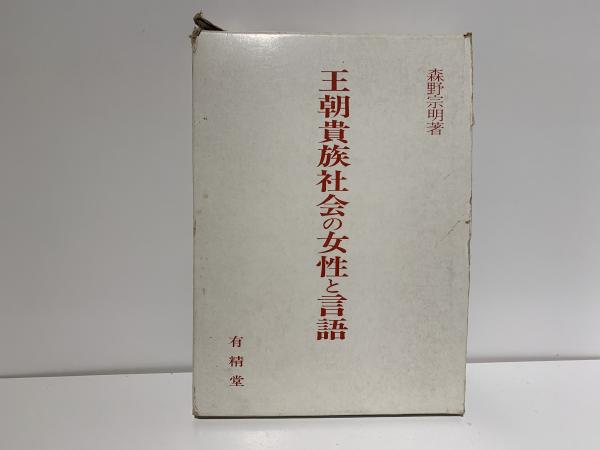 森野宗明著
王朝貴族社会の女性と言語
有精堂